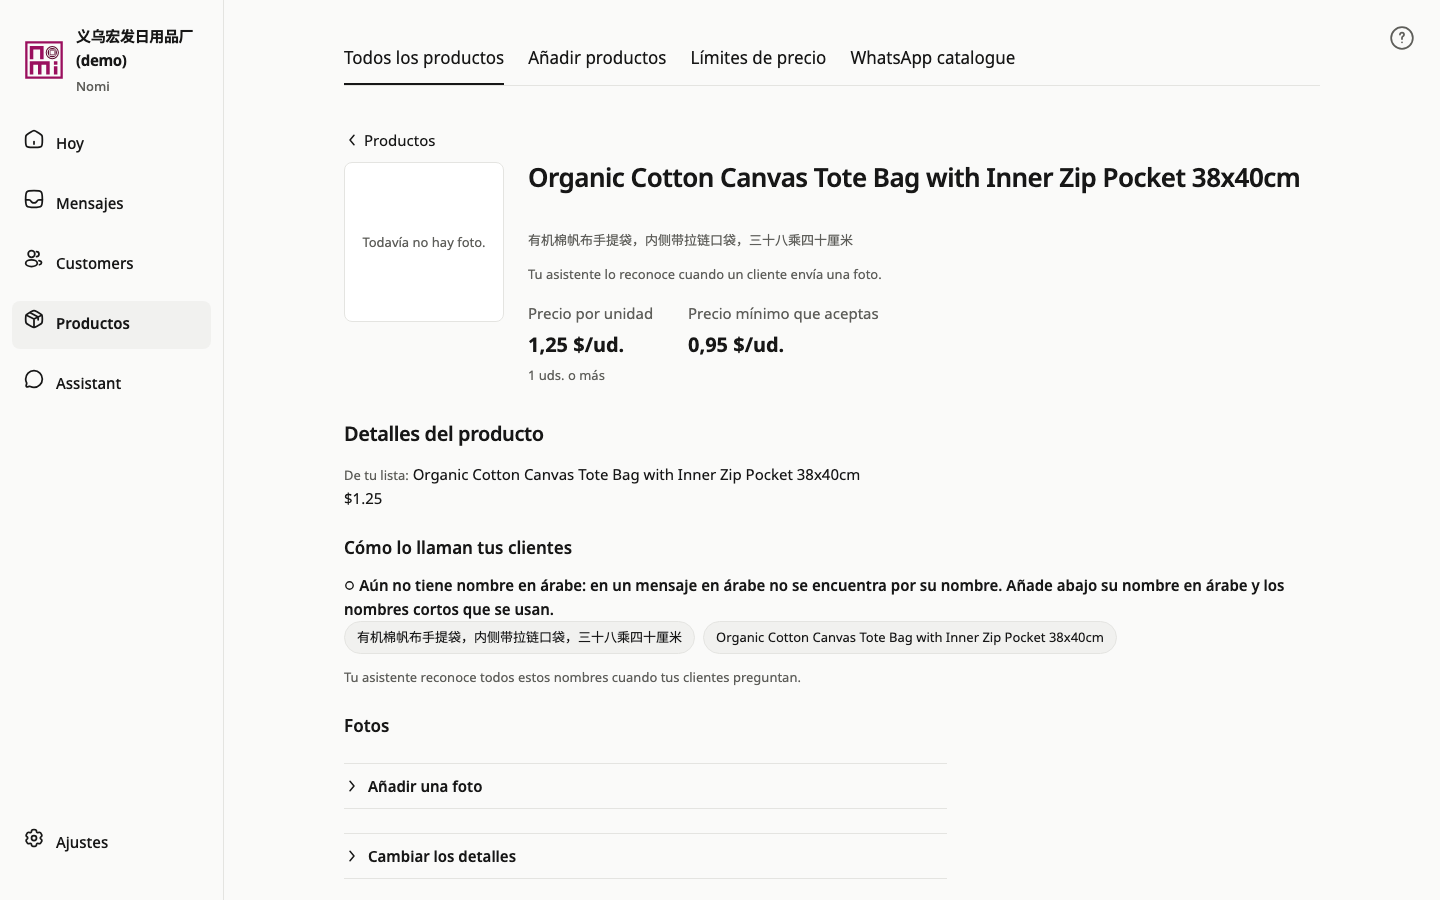 义乌宏发日用品厂
(demo)
Nomi
Hoy
Mensajes
Customers
Productos
Assistant
Ajustes
Todos los productos
Añadir productos
Límites de precio
WhatsApp catalogue
Productos
Todavía no hay foto.
Organic Cotton Canvas Tote Bag with Inner Zip Pocket 38x40cm
有机棉帆布手提袋，内侧带拉链口袋，三十八乘四十厘米
Tu asistente lo reconoce cuando un cliente envía una foto.
Precio por unidad
1,25 $/ud.
1 uds. o más
Precio mínimo que aceptas
0,95 $/ud.
Detalles del producto
De tu lista: Organic Cotton Canvas Tote Bag with Inner Zip Pocket 38x40cm
$1.25
Cómo lo llaman tus clientes
Aún no tiene nombre en árabe: en un mensaje en árabe no se encuentra por su nombre. Añade abajo su nombre en árabe y los
nombres cortos que se usan.
有机棉帆布手提袋，内侧带拉链口袋，三十八乘四十厘米
Organic Cotton Canvas Tote Bag with Inner Zip Pocket 38x40cm
Tu asistente reconoce todos estos nombres cuando tus clientes preguntan.
Fotos
Añadir una foto
Cambiar los detalles